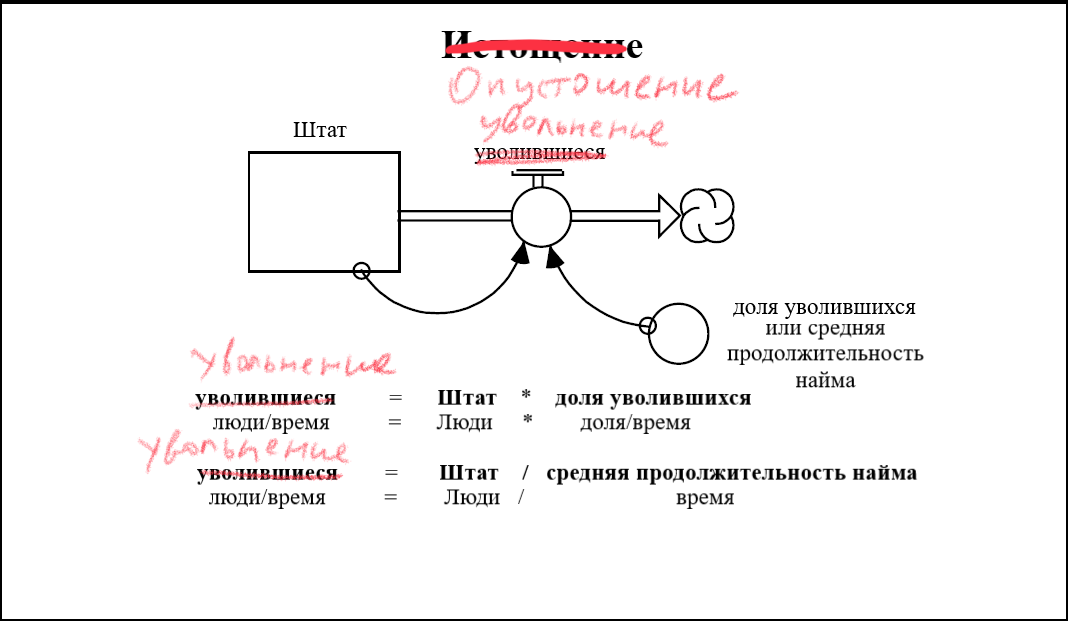 Истощение
Опустошение
увольнение
Штат
уволившиеся
доля уволившихся
или средняя
продолжительность
найма
Увольнение
уволившиеся = Штат * доля уволившихся
люди/время = Люди * доля/время
увольнение
уволившиеся = Штат / средняя продолжительность найма
люди/время = Люди / время